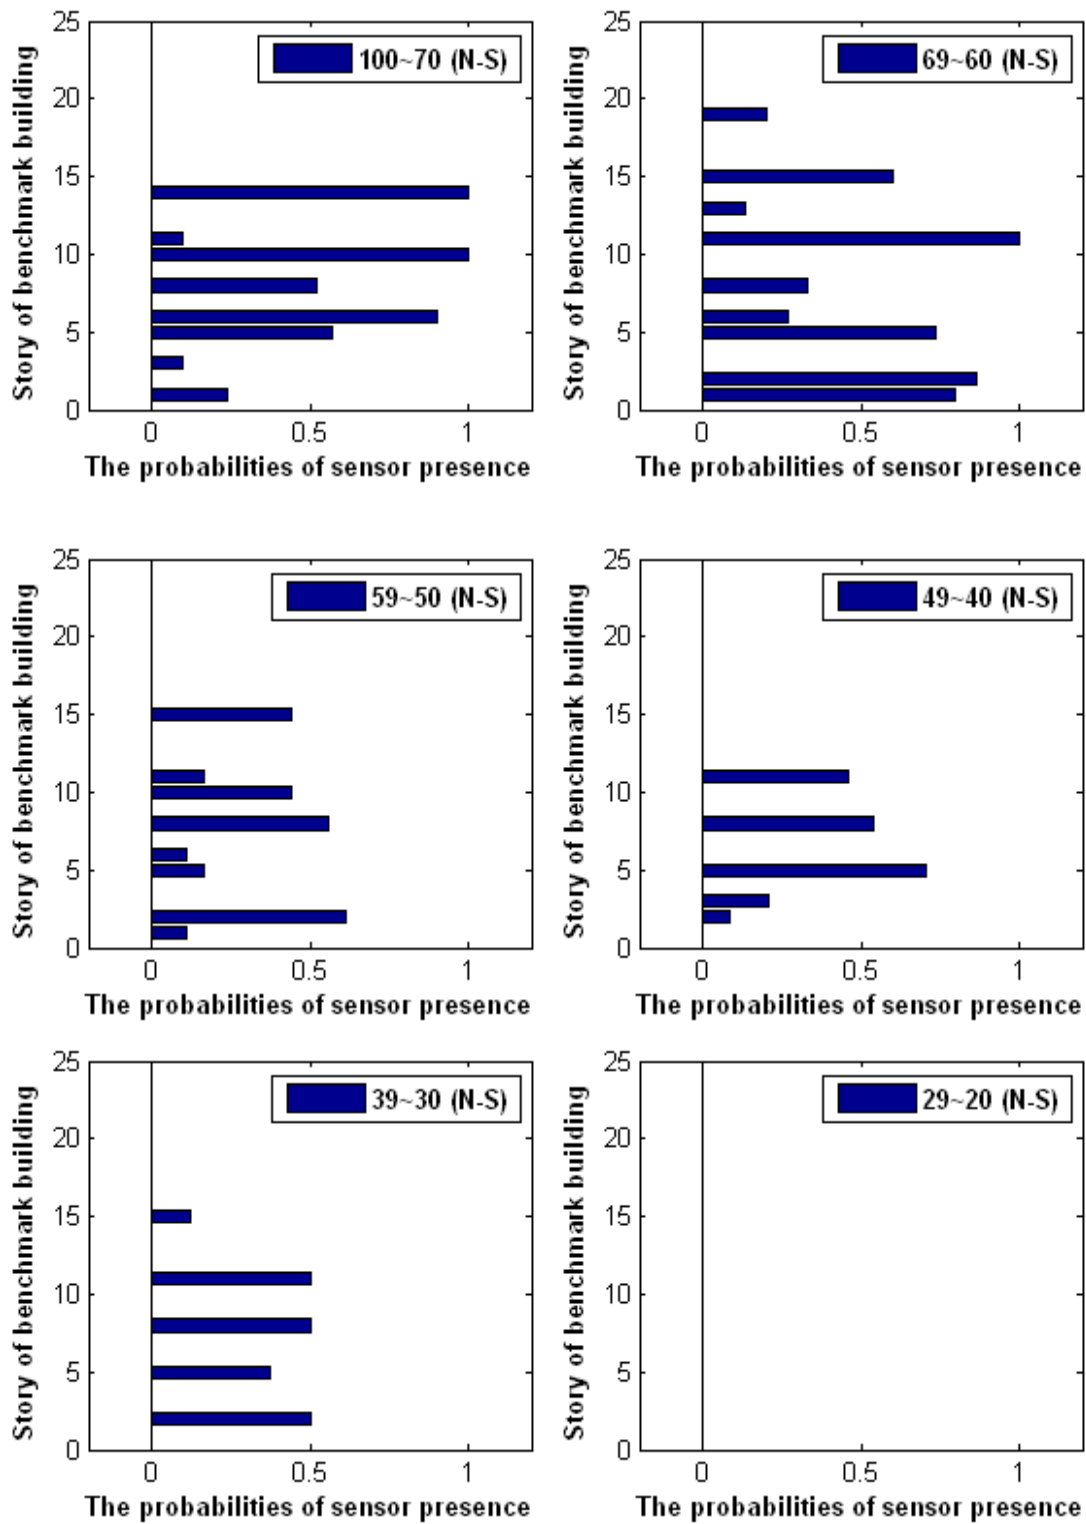 25
20
15
10
5
0
Story of benchmark building
100~70 (N-S)
0 0.5 1
The probabilities of sensor presence
25
20
15
10
5
0
Story of benchmark building
69~60 (N-S)
0 0.5 1
The probabilities of sensor presence
25
20
15
10
5
0
Story of benchmark building
59~50 (N-S)
0 0.5 1
The probabilities of sensor presence
25
20
15
10
5
0
Story of benchmark building
49~40 (N-S)
0 0.5 1
The probabilities of sensor presence
25
20
15
10
5
0
Story of benchmark building
39~30 (N-S)
0 0.5 1
The probabilities of sensor presence
25
20
15
10
5
0
Story of benchmark building
29~20 (N-S)
0 0.5 1
The probabilities of sensor presence